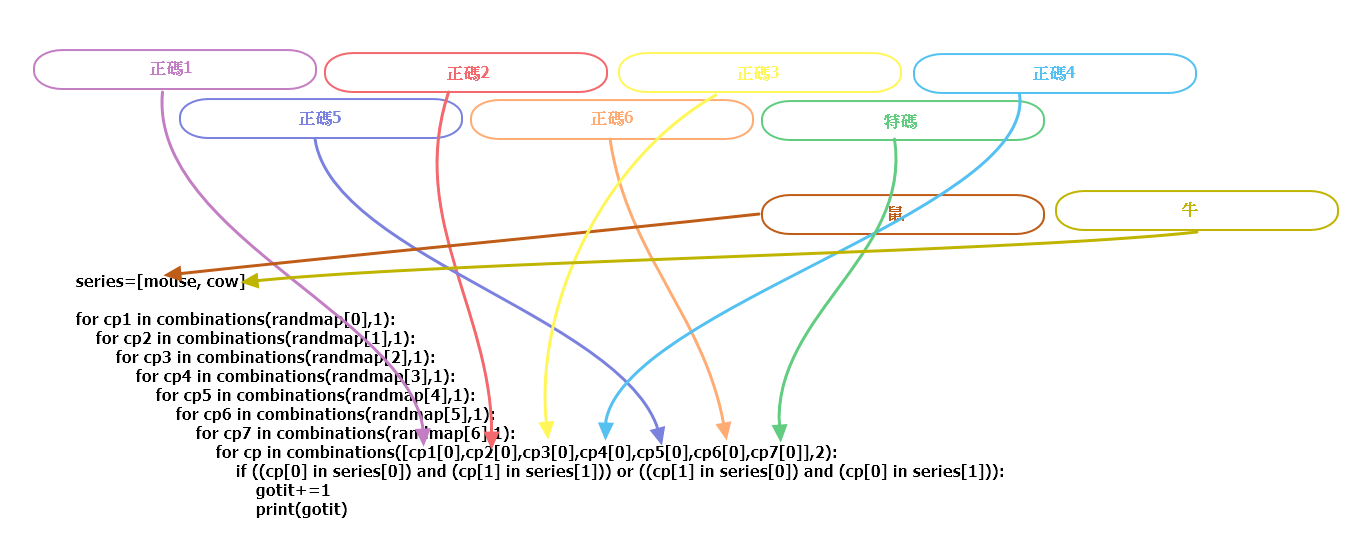 正碼1
正碼2
正碼3
正碼4
正碼5
正碼6
特碼
鼠
牛
series=[mouse, cow]
for cp1 in combinations(randmap[0],1):
for cp2 in combinations(randmap[1],1):
for cp3 in combinations(randmap[2],1):
for cp4 in combinations(randmap[3],1):
for cp5 in combinations(randmap[4],1):
for cp6 in combinations(randmap[5],1):
for cp7 in combinations(randmap[6],1):
for cp in combinations([cp1[0],cp2[0],cp3[0],cp4[0],cp5[0],cp6[0],cp7[0]],2):
if ((cp[0] in series[0]) and (cp[1] in series[1])) or ((cp[1] in series[0]) and (cp[0] in series[1])):
gotit+=1
print(gotit)